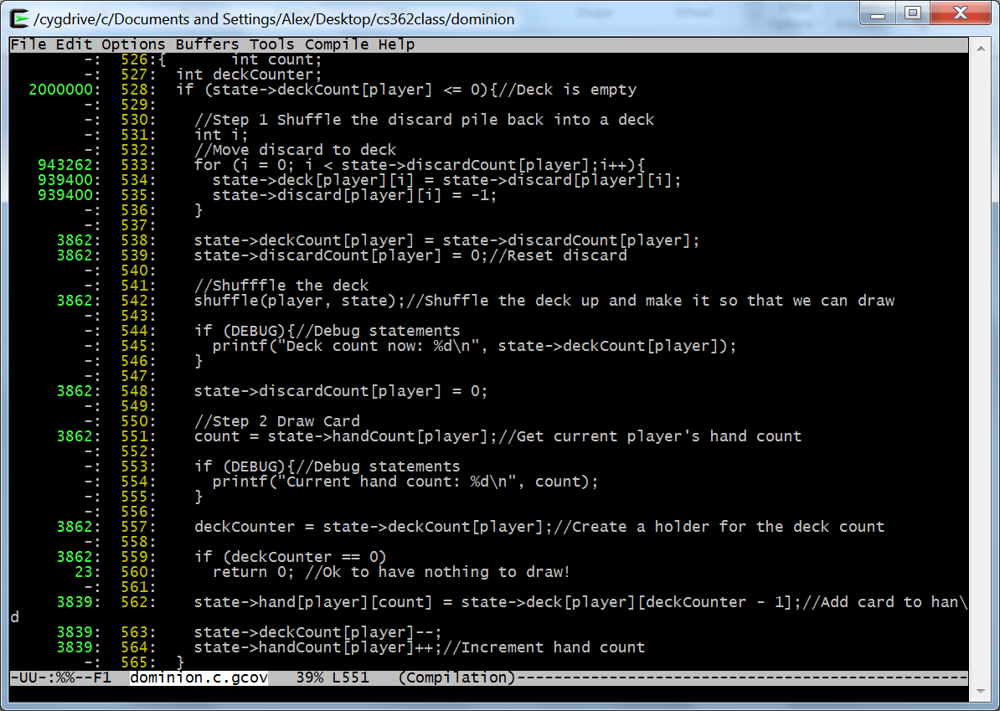 /cygdrive/c/Documents and Settings/Alex/Desktop/cs362class/dominion
File Edit Options Buffers Tools Compile Help
-:  526:{       int count;
-:  527:  int deckCounter;
2000000:  528:  if (state->deckCount[player] <= 0){//Deck is empty
-:  529:
-:  530:    //Step 1 Shuffle the discard pile back into a deck
-:  531:    int i;
-:  532:    //Move discard to deck
943262:  533:    for (i = 0; i < state->discardCount[player];i++){
939400:  534:      state->deck[player][i] = state->discard[player][i];
939400:  535:      state->discard[player][i] = -1;
-:  536:    }
-:  537:
3862:  538:    state->deckCount[player] = state->discardCount[player];
3862:  539:    state->discardCount[player] = 0;//Reset discard
-:  540:
-:  541:    //Shufffle the deck
3862:  542:    shuffle(player, state);//Shuffle the deck up and make it so that we can draw
-:  543:
-:  544:    if (DEBUG){//Debug statements
-:  545:      printf("Deck count now: %d\n", state->deckCount[player]);
-:  546:    }
-:  547:
3862:  548:    state->discardCount[player] = 0;
-:  549:
-:  550:    //Step 2 Draw Card
3862:  551:    count = state->handCount[player];//Get current player's hand count
-:  552:
-:  553:    if (DEBUG){//Debug statements
-:  554:      printf("Current hand count: %d\n", count);
-:  555:    }
-:  556:
3862:  557:    deckCounter = state->deckCount[player];//Create a holder for the deck count
-:  558:
3862:  559:    if (deckCounter == 0)
23:  560:      return 0; //Ok to have nothing to draw!
-:  561:
3839:  562:    state->hand[player][count] = state->deck[player][deckCounter - 1];//Add card to han\
d
3839:  563:    state->deckCount[player]--;
3839:  564:    state->handCount[player]++;//Increment hand count
-:  565:  }
-UU-:%%--F1  dominion.c.gcov   39% L551   (Compilation)--------------------------------------------------